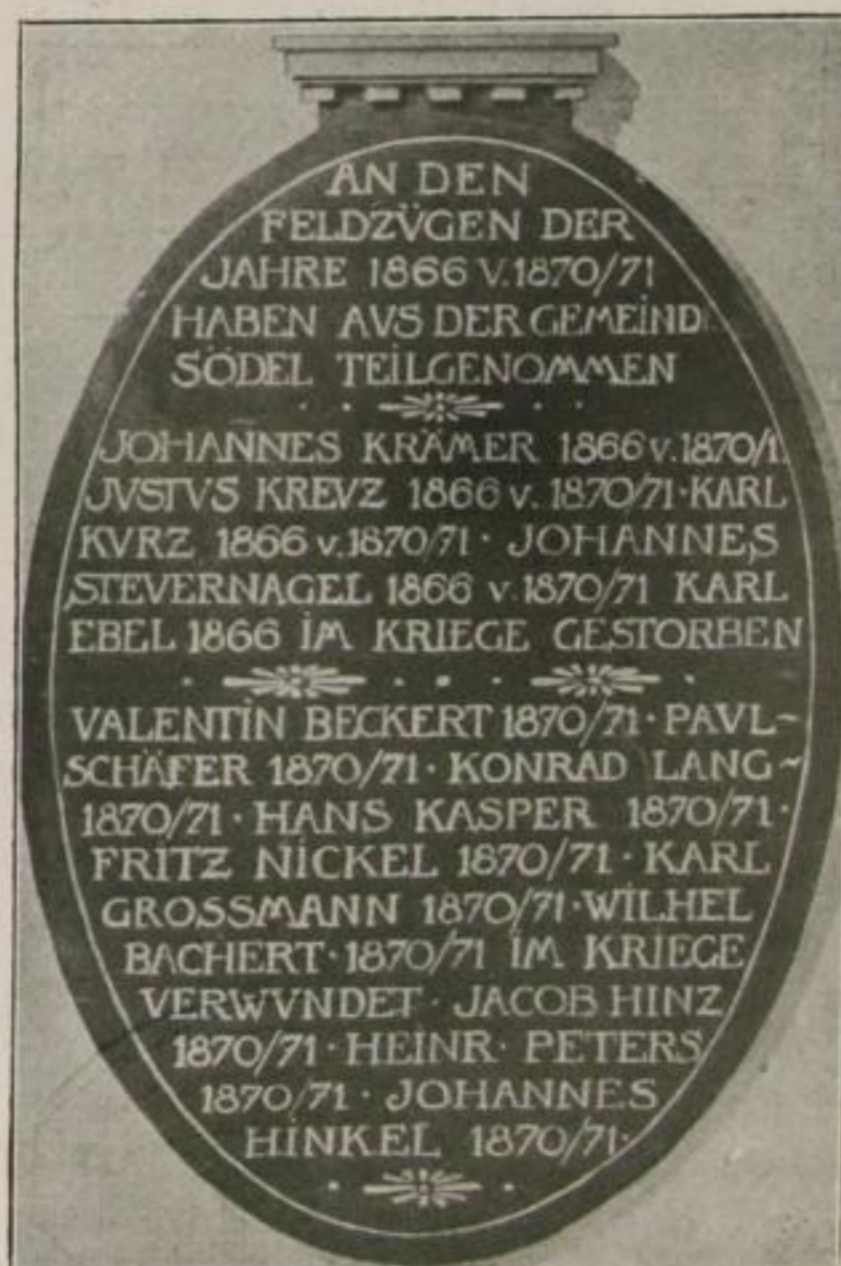 AN DEN
FELDZVGEN DER
JAHRE 1866 V. 1870/71
HABEN AVS DER GEMEIND
SÖDEL TEILGENOMMEN
JOHANNES KRÄMER 1866 v. 1870/1.
JVSTVS KREVZ 1866 v. 1870/71 · KARL
KVRZ 1866 v. 1870/71 · JOHANNES
STEVERNAGEL 1866 v. 1870/71 KARL
EBEL 1866 IM KRIEGE GESTORBEN
VALENTIN BECKERT 1870/71 · PAVL~
SCHÄFER 1870/71 · KONRAD LANG~
1870/71 · HANS KASPER 1870/71 ·
FRITZ NICKEL 1870/71 · KARL
GROSSMANN 1870/71 · WILHEL
BACHERT · 1870/71 IM KRIEGE
VERWVNDET · JACOB HINZ
1870/71 · HEINR · PETERS
1870/71 · JOHANNES
HINKEL 1870/71 ·